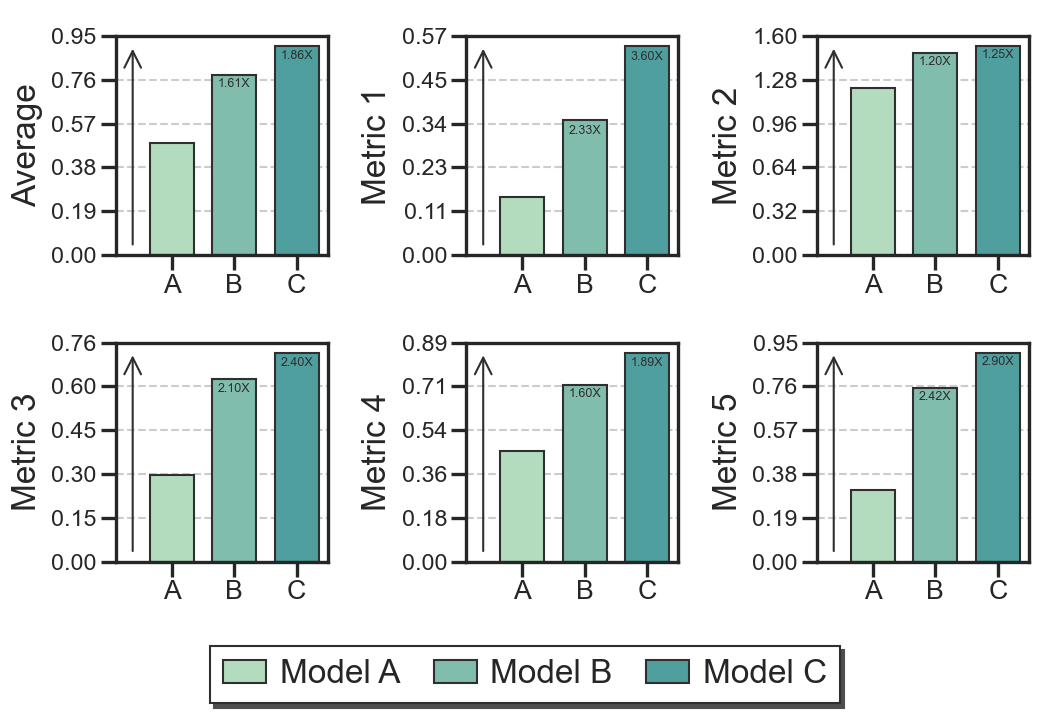 Average
0.95
0.76
0.57
0.38
0.19
0.00
1.61X
1.86X
A B C
Metric 1
0.57
0.45
0.34
0.23
0.11
0.00
2.33X
3.60X
A B C
Metric 2
1.60
1.28
0.96
0.64
0.32
0.00
1.20X
1.25X
A B C
Metric 3
0.76
0.60
0.45
0.30
0.15
0.00
2.10X
2.40X
A B C
Metric 4
0.89
0.71
0.54
0.36
0.18
0.00
1.60X
1.89X
A B C
Metric 5
0.95
0.76
0.57
0.38
0.19
0.00
2.42X
2.90X
A B C
Model A Model B Model C